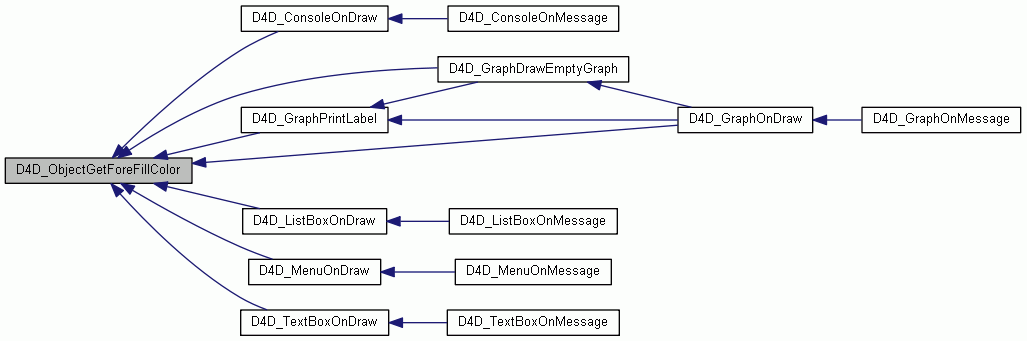 D4D_ConsoleOnDraw
D4D_ConsoleOnMessage
D4D_GraphDrawEmptyGraph
D4D_GraphPrintLabel
D4D_GraphOnDraw
D4D_GraphOnMessage
D4D_ObjectGetForeFillColor
D4D_ListBoxOnDraw
D4D_ListBoxOnMessage
D4D_MenuOnDraw
D4D_MenuOnMessage
D4D_TextBoxOnDraw
D4D_TextBoxOnMessage